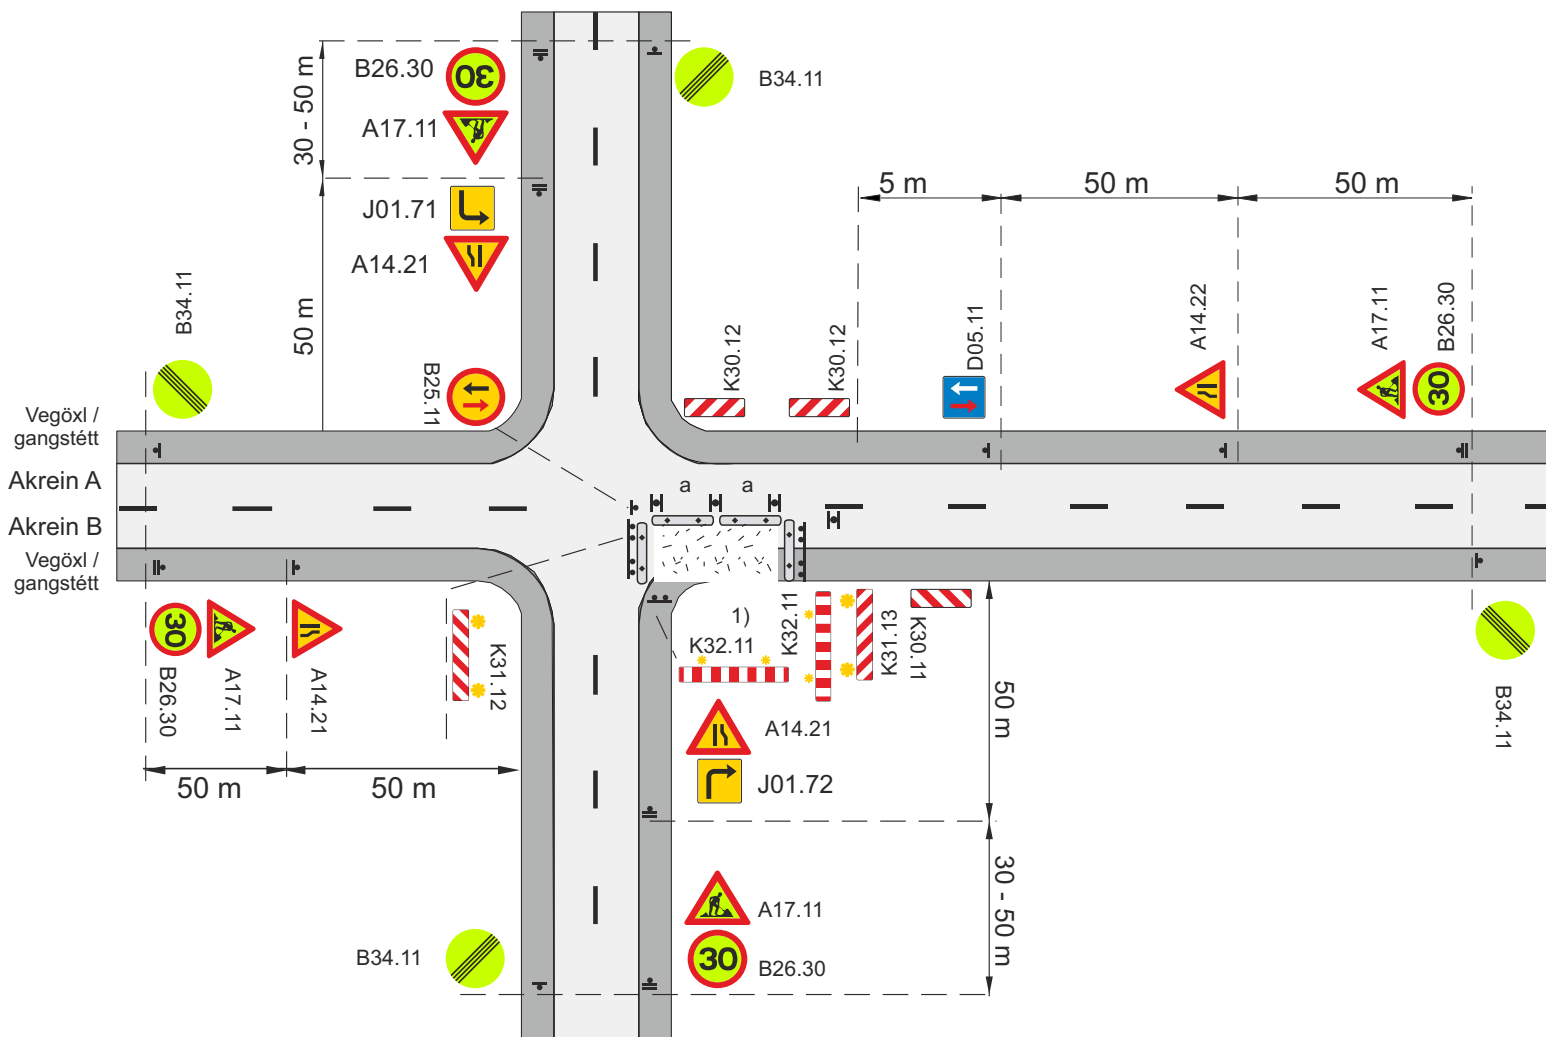 B26.30
30
A17.11
30 - 50 m
B34.11
J01.71
A14.21
50 m
5 m
50 m
50 m
B34.11
B25.11
K30.12
K30.12
D05.11
A14.22
A17.11
B26.30
30
Vegöxl /
gangstétt
Akrein A
Akrein B
Vegöxl /
gangstétt
a
a
30
B26.30
A17.11
A14.21
K31.12
1)
K32.11
K32.11
K31.13
K30.11
50 m
B34.11
50 m
50 m
A14.21
J01.72
30 - 50 m
A17.11
B34.11
30
B26.30